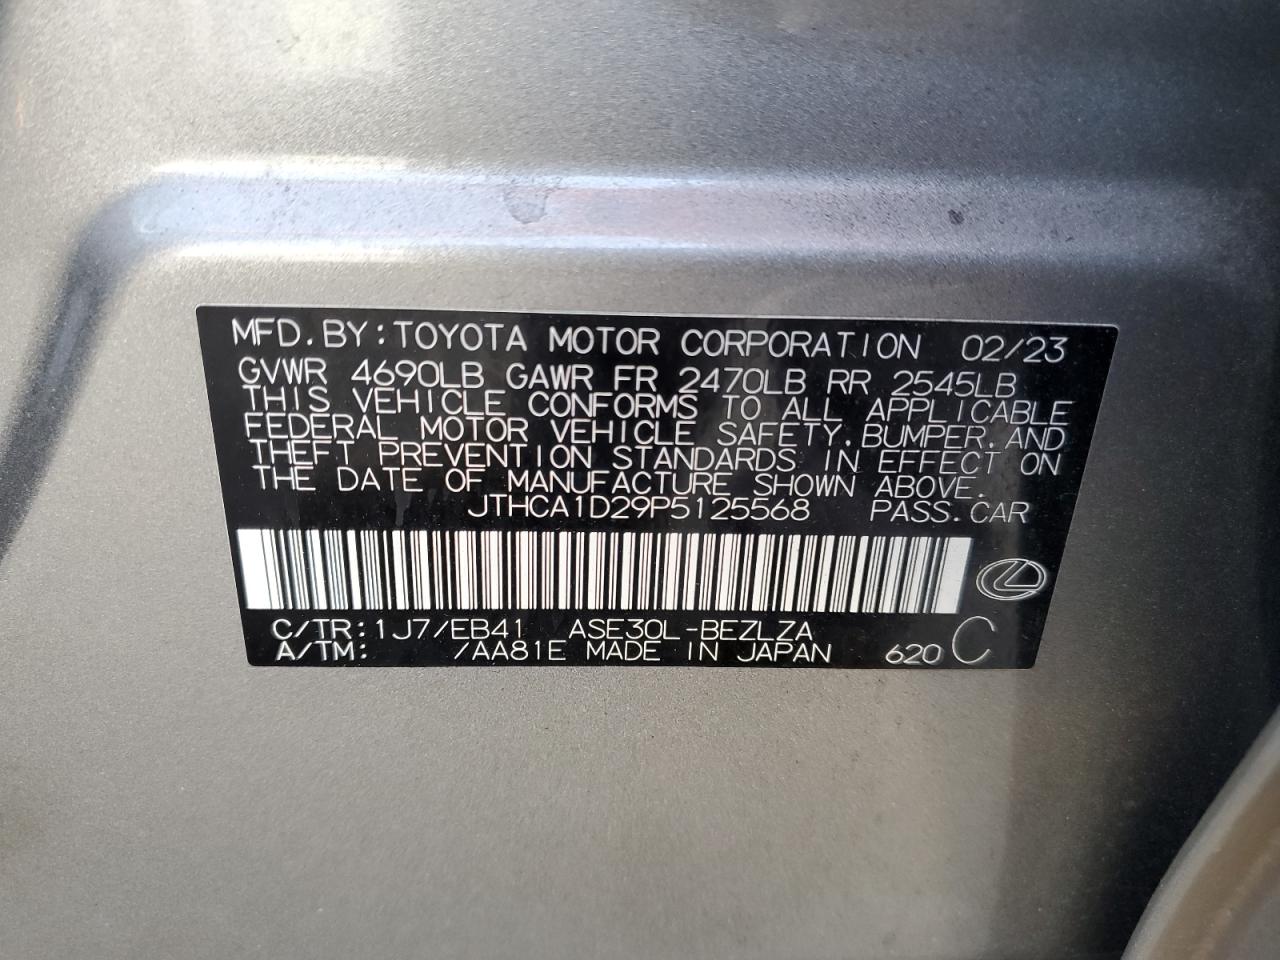 MFD.BY:TOYOTA MOTOR CORPORATION 02/23
GVWR 4690LB GAWR FR 2470LB RR 2545LB
THIS VEHICLE CONFORMS TO ALL APPLICABLE
FEDERAL MOTOR VEHICLE SAFETY,BUMPER,AND
THEFT PREVENTION STANDARDS IN EFFECT ON
THE DATE OF MANUFACTURE SHOWN ABOVE.
JTHCA1D29P5125568 PASS.CAR
C/TR:1J7/EB41 ASE30L-BEZLZA
A/TM: /AA81E MADE IN JAPAN 620 C